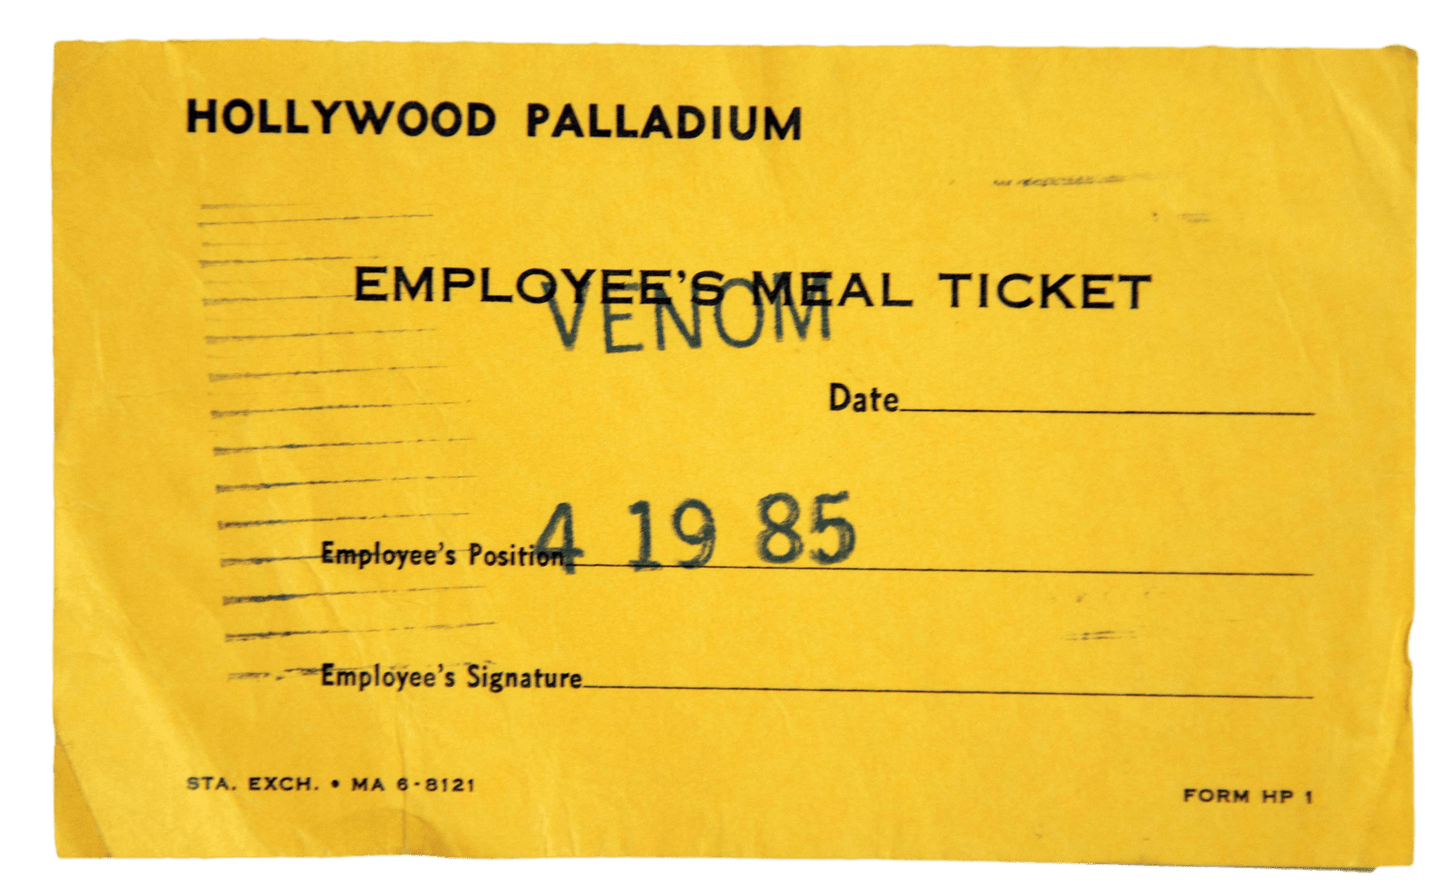 HOLLYWOOD PALLADIUM
EMPLOYEE'S MEAL TICKET
VENOM
Date
4 19 85
Employee's Position
Employee's Signature
STA. EXCH. • MA 6-8121
FORM HP 1